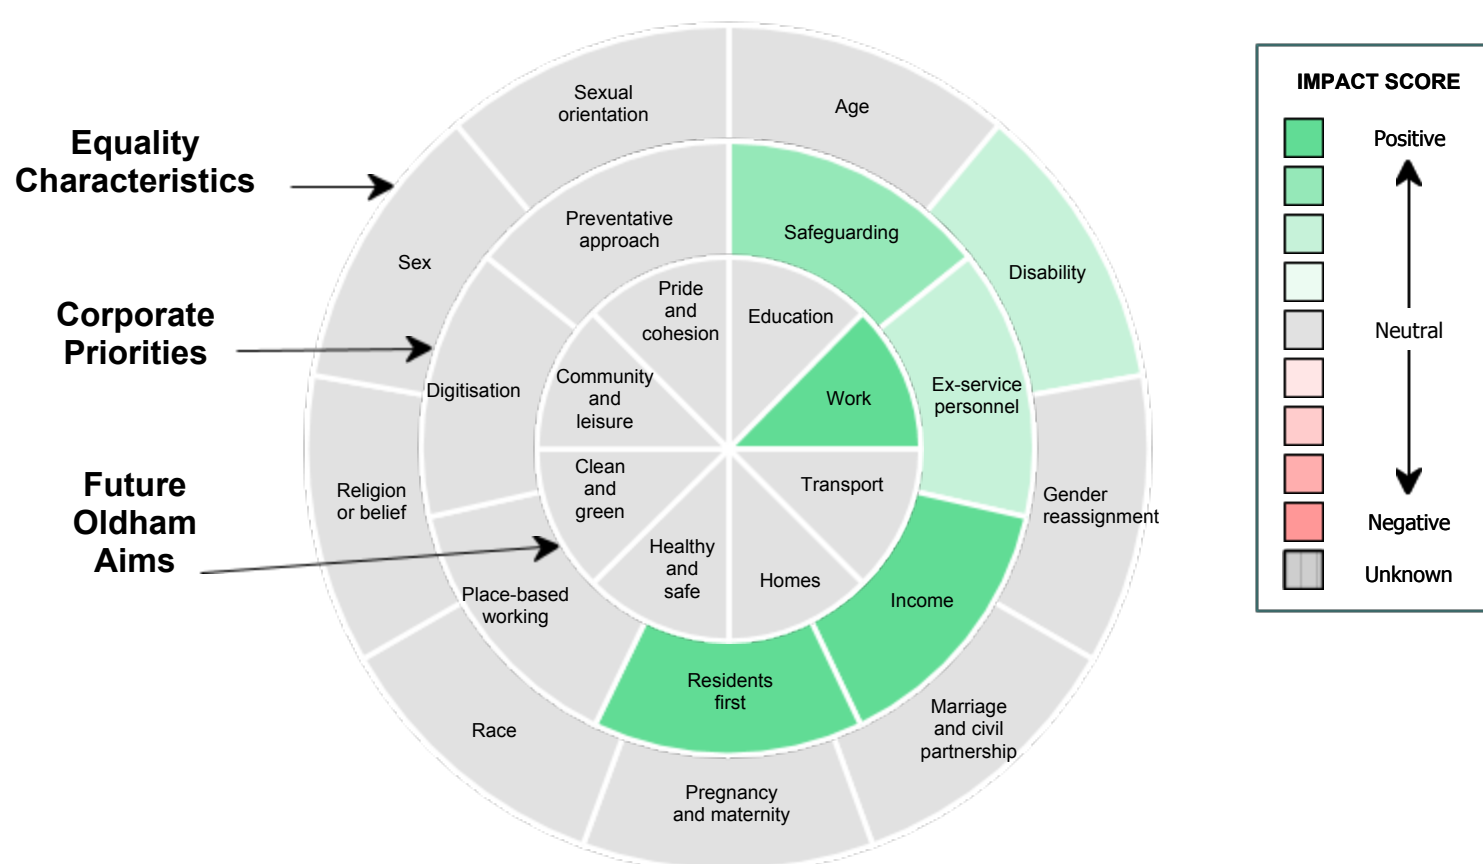 Equality
Characteristics
Corporate
Priorities
Future
Oldham
Aims
Sexual
orientation
Age
Disability
Gender
reassignment
Marriage
and civil
partnership
Pregnancy
and maternity
Race
Religion
or belief
Sex
Preventative
approach
Safeguarding
Ex-service
personnel
Income
Residents
first
Place-based
working
Digitisation
Pride
and
cohesion
Education
Work
Transport
Homes
Healthy
and
safe
Clean
and
green
Community
and
leisure
IMPACT SCORE
Positive
Neutral
Negative
Unknown